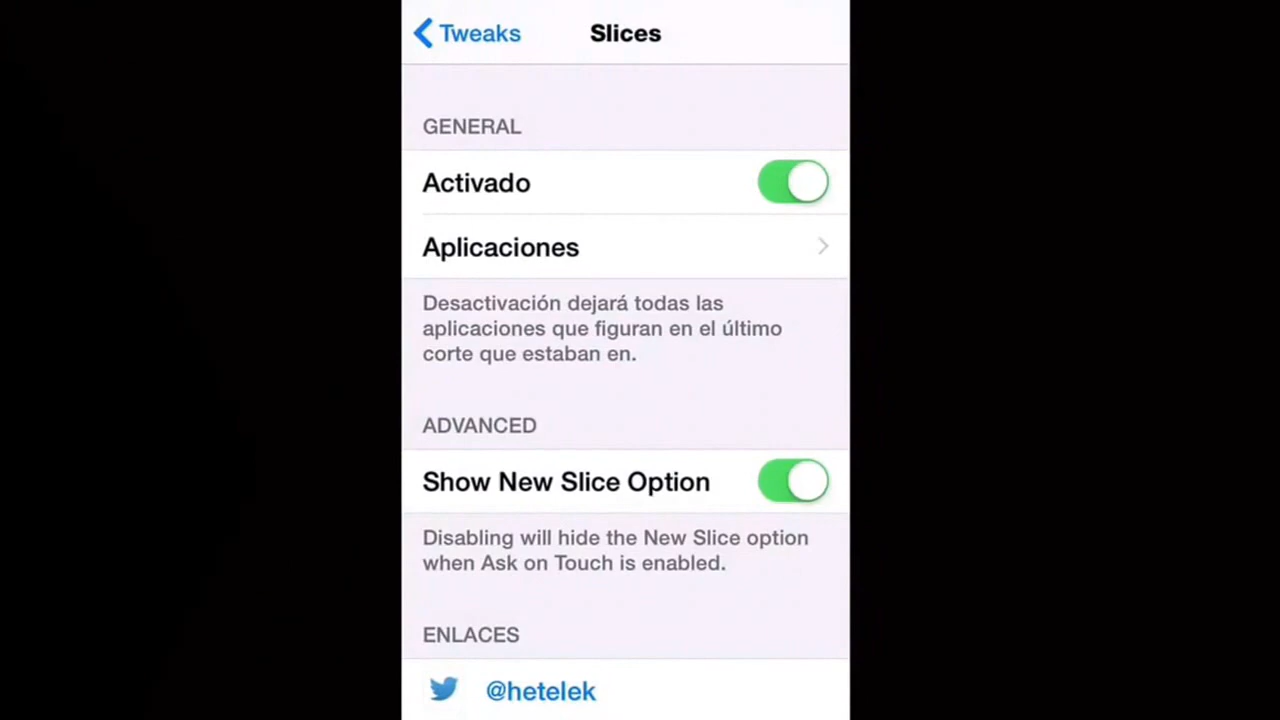 Tweaks Slices
GENERAL
Activado
Aplicaciones
Desactivación dejará todas las
aplicaciones que figuran en el último
corte que estaban en.
ADVANCED
Show New Slice Option
Disabling will hide the New Slice option
when Ask on Touch is enabled.
ENLACES
@hetelek